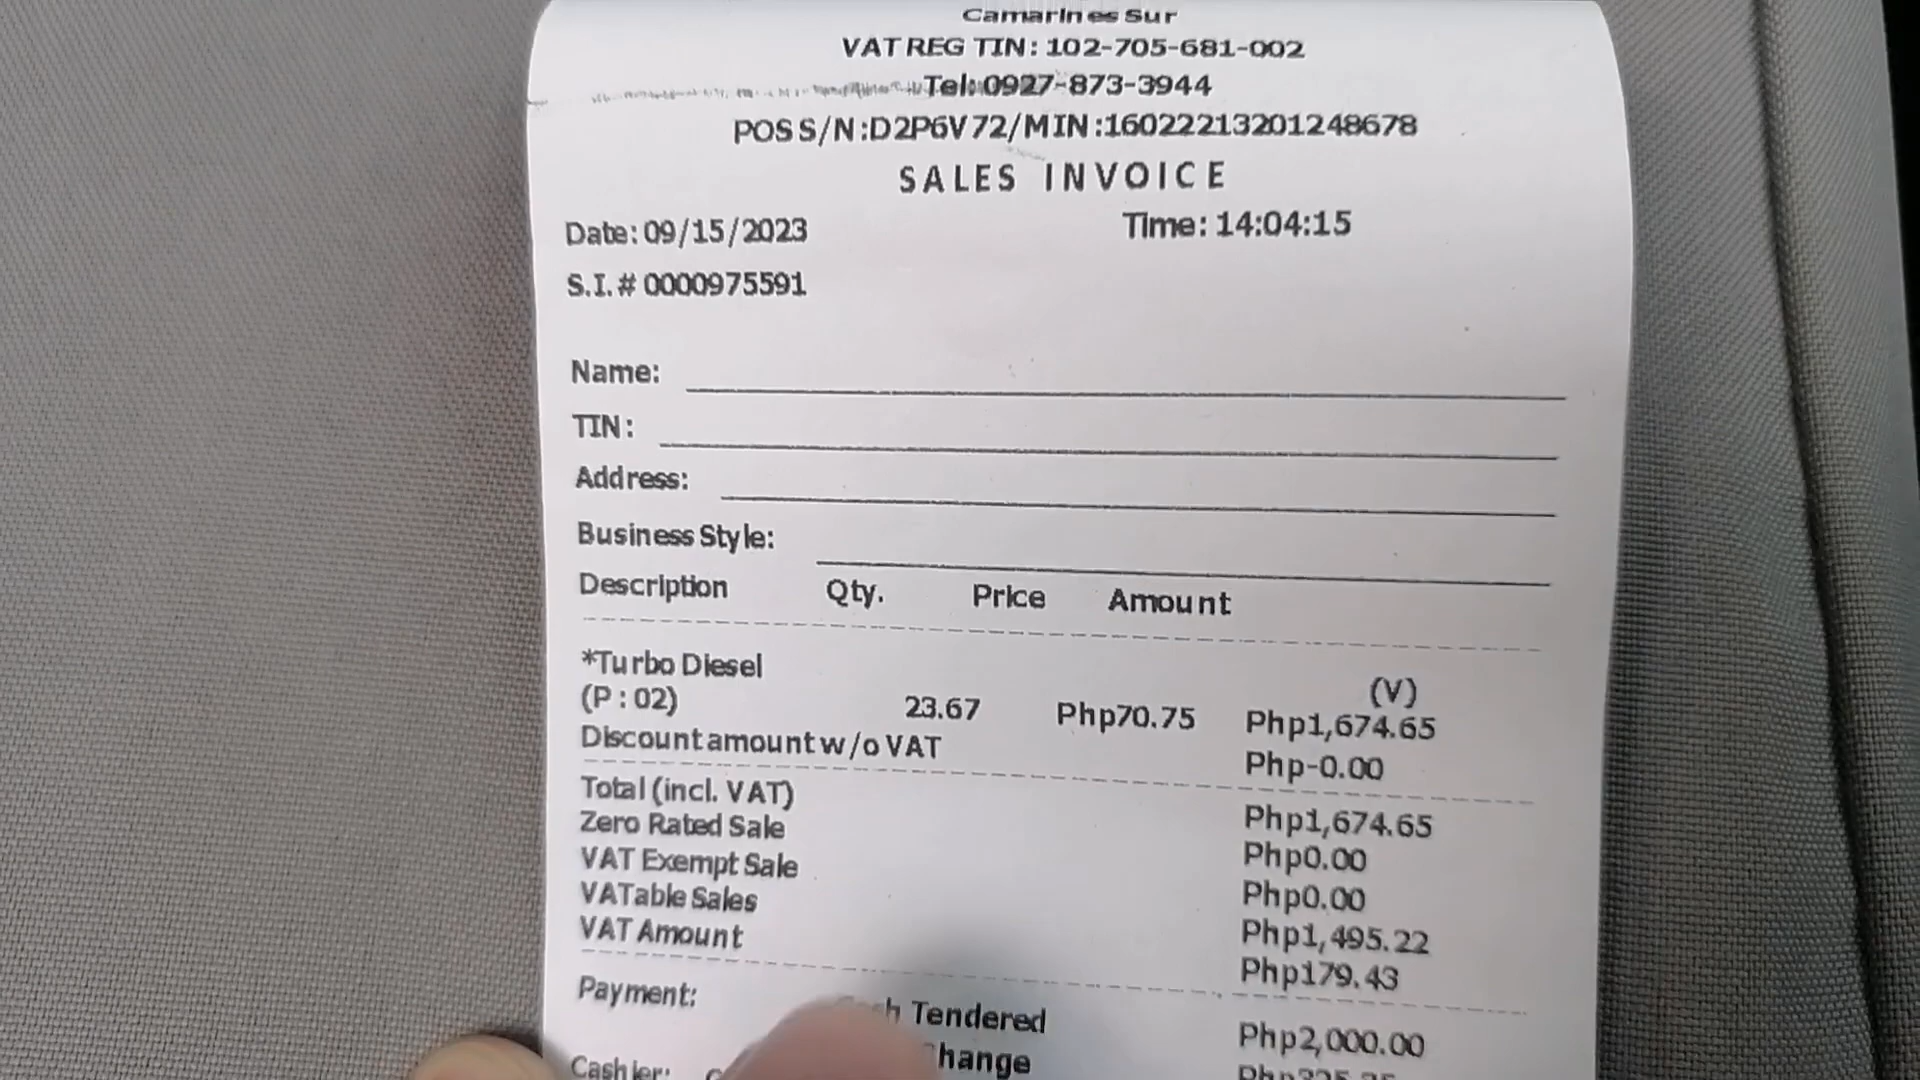 Camarines Sur
VAT REG TIN: 102-705-681-002
Tel: 0927-873-3944
POS S/N:D2P6V72/MIN:16022213201248678
SALES INVOICE
Date: 09/15/2023 Time: 14:04:15
S.I.# 0000975591
Name:
TIN:
Address:
Business Style:
Description Qty. Price Amount
*Turbo Diesel (V)
(P : 02) 23.67 Php70.75 Php1,674.65
Discount amount w/o VAT Php-0.00
Total (incl. VAT) Php1,674.65
Zero Rated Sale Php0.00
VAT Exempt Sale Php0.00
VATable Sales Php1,495.22
VAT Amount Php179.43
Payment: Tendered Php2,000.00
Cashier: